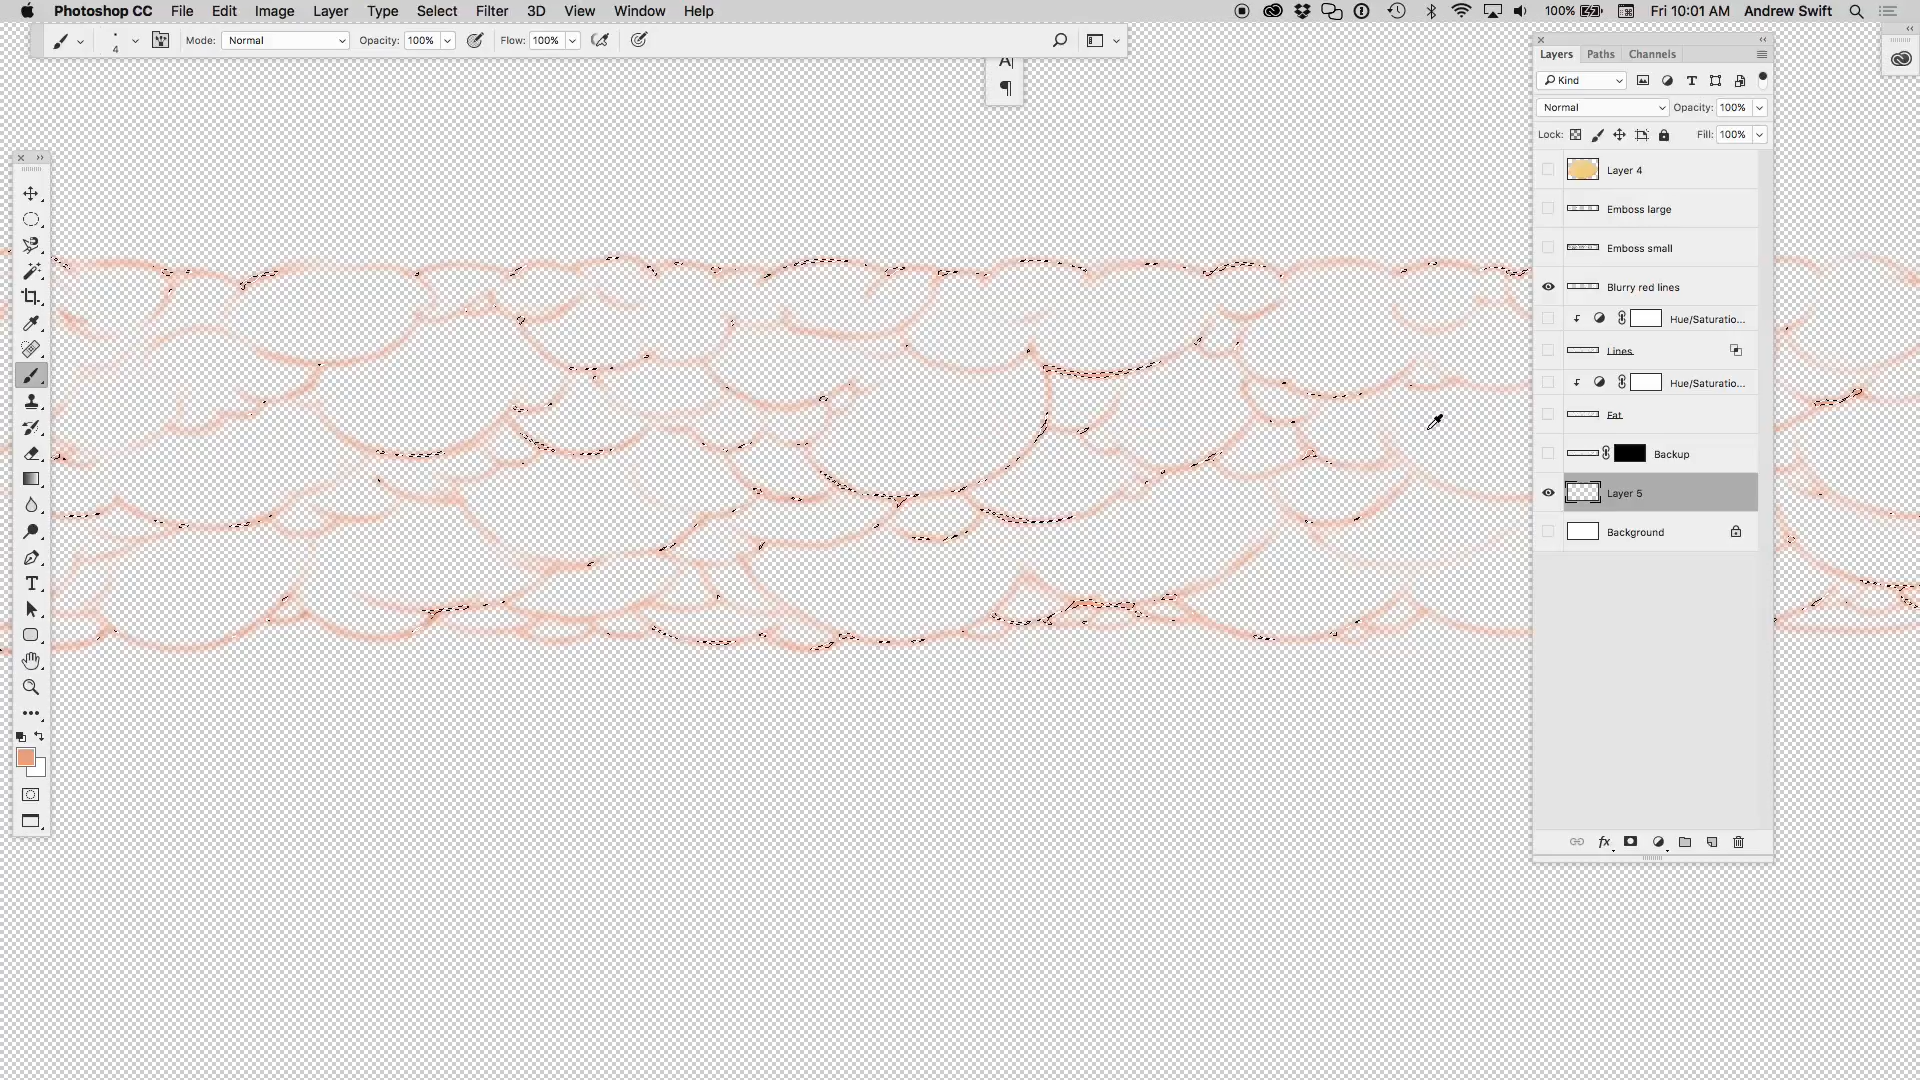 Photoshop CC File Edit Image Layer Type Select Filter 3D View Window Help 100% Fri 10:01 AM Andrew Swift
4 Mode: Normal Opacity: 100% Flow: 100%
A
¶
Layers Paths Channels
Kind
Normal Opacity: 100%
Lock: Fill: 100%
Layer 4
Emboss large
Emboss small
Blurry red lines
Hue/Saturatio...
Lines
Hue/Saturatio...
Fat
Backup
Layer 5
Background
T
fx